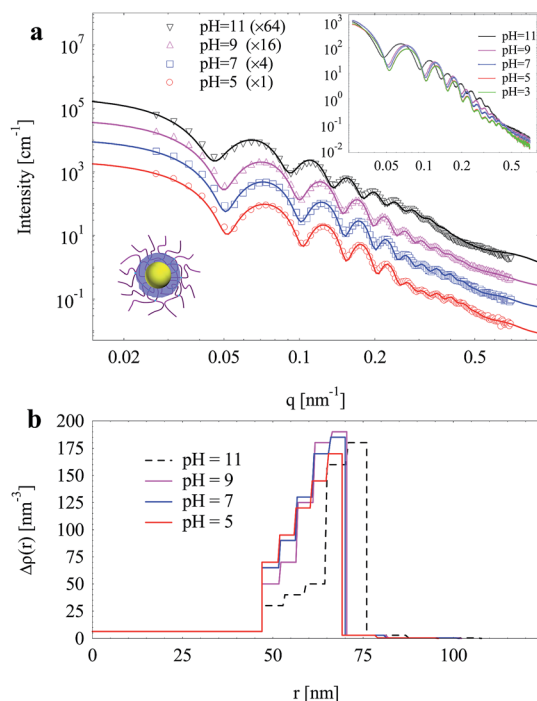 a
10^7
10^5
10^3
10^1
10^-1
Intensity [cm^-1]
pH=11 (×64)
pH=9 (×16)
pH=7 (×4)
pH=5 (×1)
10^3
10^2
10^1
10^0
10^-1
10^-2
pH=11
pH=9
pH=7
pH=5
pH=3
0.05 0.1 0.5
0.02 0.05 0.1 0.2 0.5
q [nm^-1]
b
200
175
150
125
100
75
50
25
0
Δρ(r) [nm^-3]
pH = 11
pH = 9
pH = 7
pH = 5
0 25 50 75 100
r [nm]